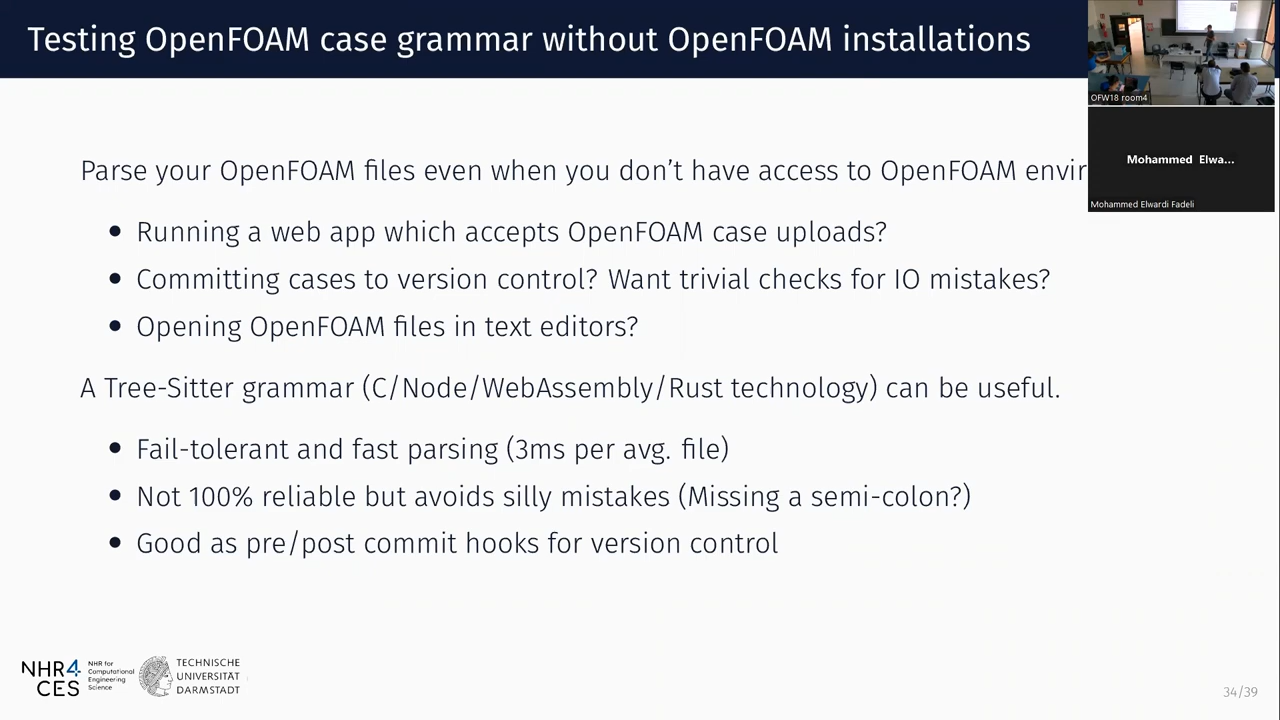 Testing OpenFOAM case grammar without OpenFOAM installations
OFW18 room4
Mohammed Elwa...
Mohammed Elwardi Fadeli
Parse your OpenFOAM files even when you don't have access to OpenFOAM envir
• Running a web app which accepts OpenFOAM case uploads?
• Committing cases to version control? Want trivial checks for IO mistakes?
• Opening OpenFOAM files in text editors?
A Tree-Sitter grammar (C/Node/WebAssembly/Rust technology) can be useful.
• Fail-tolerant and fast parsing (3ms per avg. file)
• Not 100% reliable but avoids silly mistakes (Missing a semi-colon?)
• Good as pre/post commit hooks for version control
NHR4
CES
NHR for
Computational
Engineering
Science
TECHNISCHE
UNIVERSITÄT
DARMSTADT
34/39